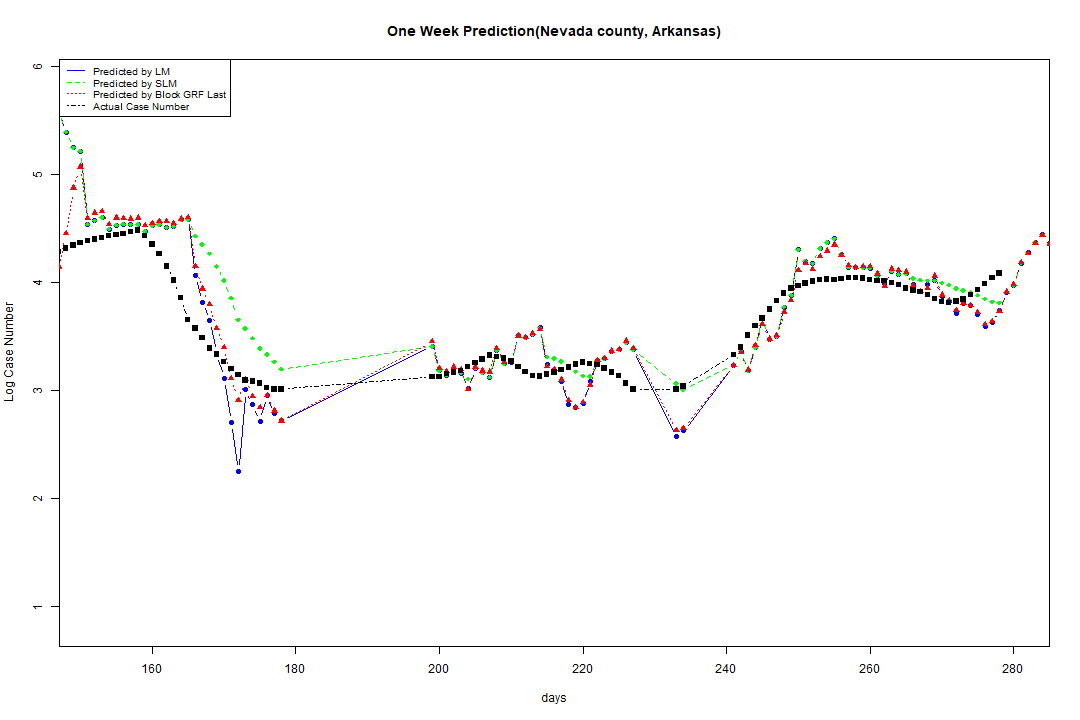 One Week Prediction(Nevada county, Arkansas)
Predicted by LM
Predicted by SLM
Predicted by Block GRF Last
Actual Case Number
Log Case Number
6
5
4
3
2
1
160 180 200 220 240 260 280
days